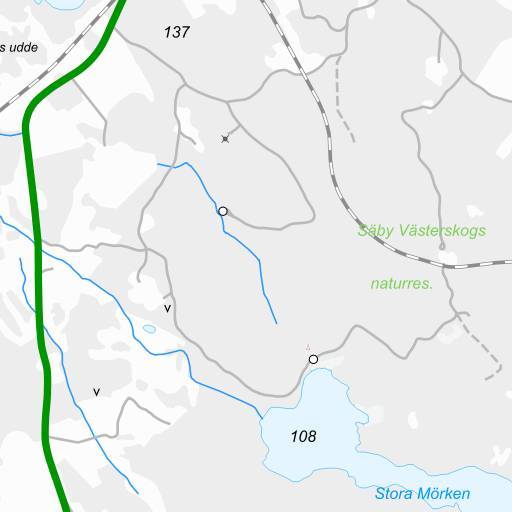 137
s udde
Säby Västerskogs
naturres.
v
v
108
Stora Mörken